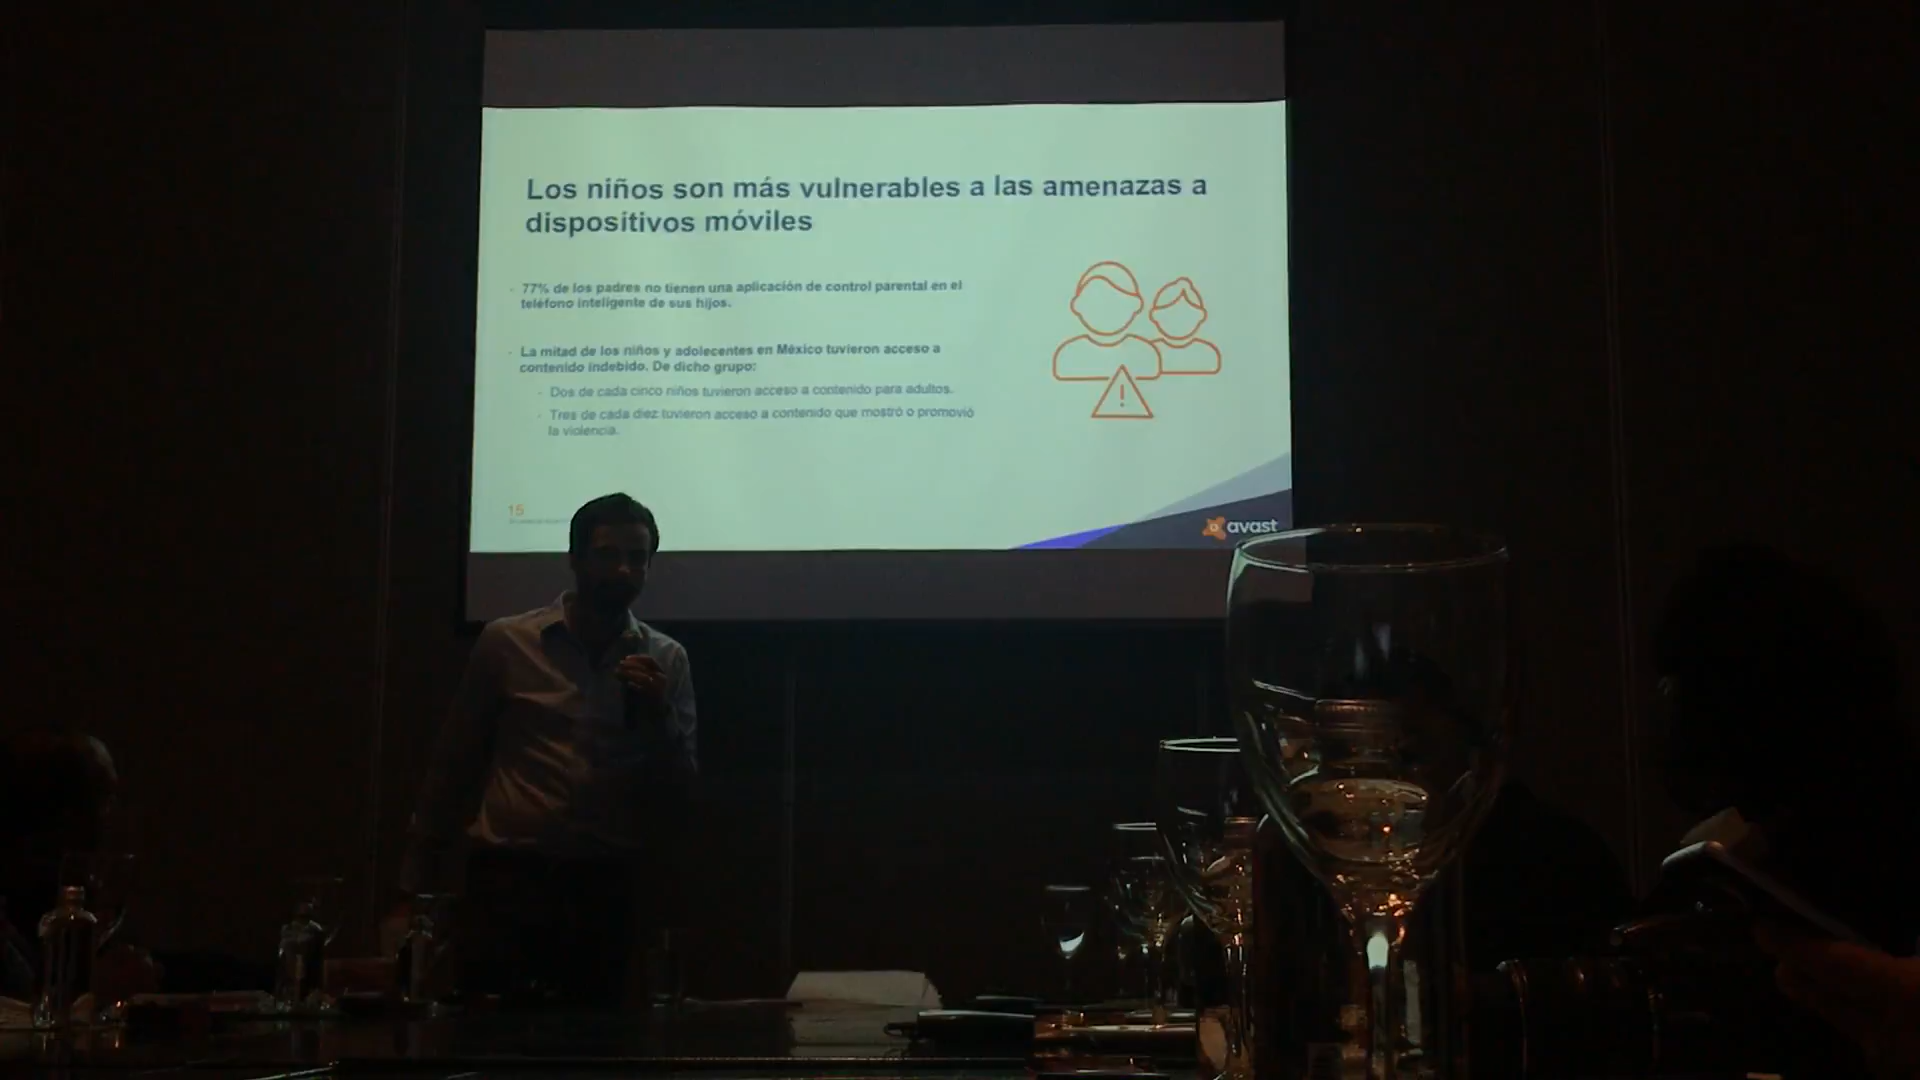 Los niños son más vulnerables a las amenazas a
dispositivos móviles
- 77% de los padres no tienen una aplicación de control parental en el
teléfono inteligente de sus hijos.
- La mitad de los niños y adolecentes en México tuvieron acceso a
contenido indebido. De dicho grupo:
- Dos de cada cinco niños tuvieron acceso a contenido para adultos.
- Tres de cada diez tuvieron acceso a contenido que mostró o promovió
la violencia.
!
15
avast